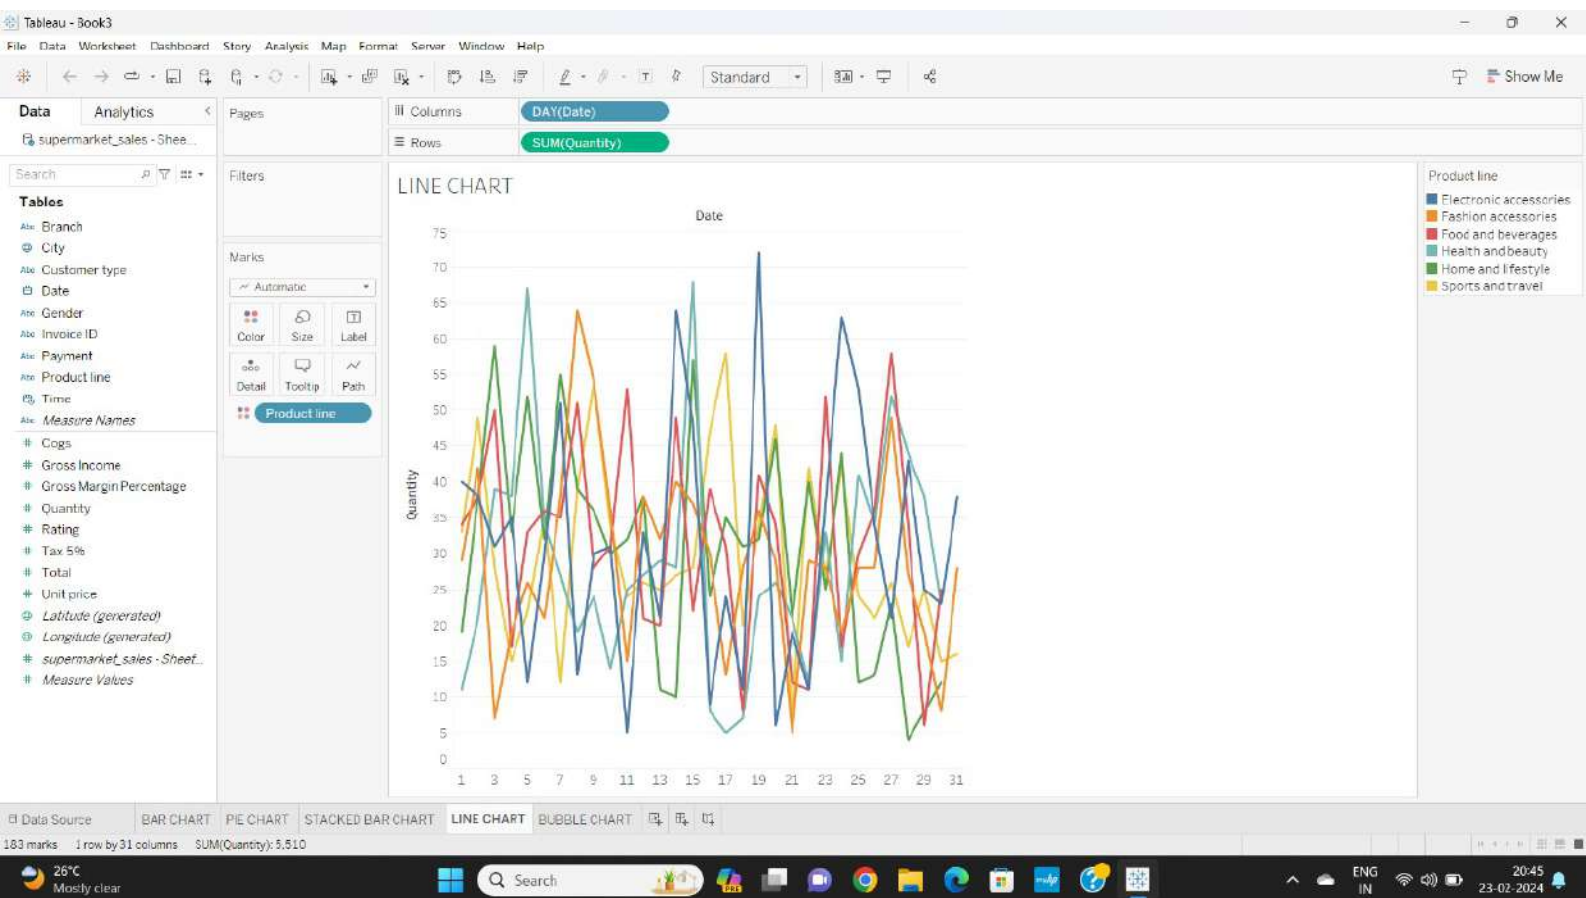 Tableau - Book3
File Data Worksheet Dashboard Story Analysis Map Format Server Window Help
Standard
Show Me
Data Analytics
Pages
Columns
DAY(Date)
supermarket_sales - Shee...
Rows
SUM(Quantity)
Search
Filters
LINE CHART
Product line
Tables
Electronic accessories
Fashion accessories
Food and beverages
Health and beauty
Home and lifestyle
Sports and travel
Abc Branch
City
Abc Customer type
Date
Abc Gender
Abc Invoice ID
Abc Payment
Abc Product line
Time
Abc Measure Names
# Cogs
# Gross Income
# Gross Margin Percentage
# Quantity
# Rating
# Tax 5%
# Total
# Unit price
Latitude (generated)
Longitude (generated)
# supermarket_sales - Sheet...
# Measure Values
Marks
Automatic
Color Size Label
Detail Tooltip Path
Product line
Date
Quantity
75
70
65
60
55
50
45
40
35
30
25
20
15
10
5
0
1 3 5 7 9 11 13 15 17 19 21 23 25 27 29 31
Data Source BAR CHART PIE CHART STACKED BAR CHART LINE CHART BUBBLE CHART
183 marks 1 row by 31 columns SUM(Quantity): 5,510
26°C
Mostly clear
Search
PRE
ENG
IN
20:45
23-02-2024